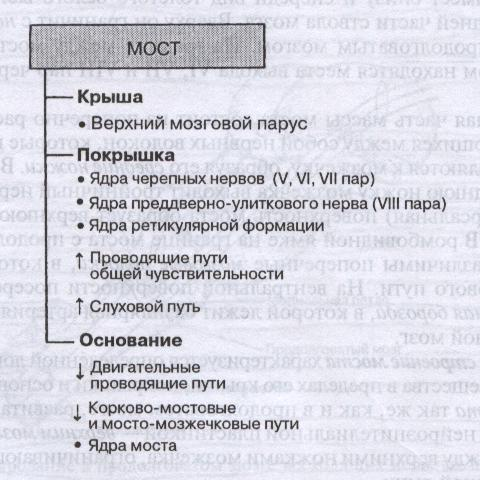 МОСТ
Крыша
• Верхний мозговой парус
Покрышка
• Ядра черепных нервов (V, VI, VII пар)
• Ядра преддверно-улиткового нерва (VIII пара)
• Ядра ретикулярной формации
↑ Проводящие пути
общей чувствительности
↑ Слуховой путь
Основание
↓ Двигательные
проводящие пути
↓ Корково-мостовые
и мосто-мозжечковые пути
• Ядра моста